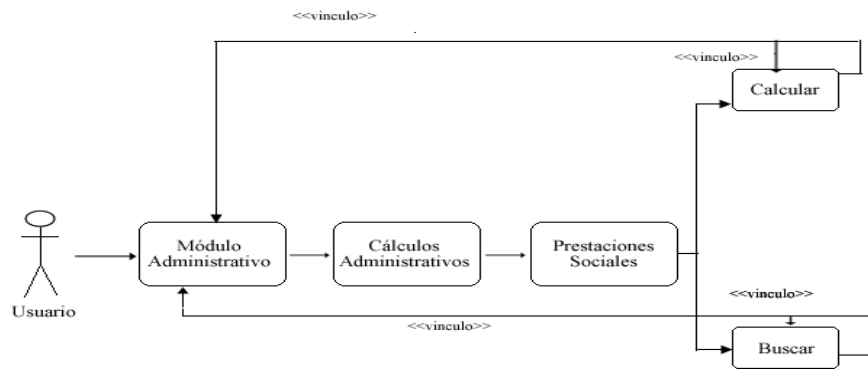 <<vinculo>>
<<vinculo>>
Calcular
Módulo
Administrativo
Cálculos
Administrativos
Prestaciones
Sociales
Usuario
<<vinculo>>
<<vinculo>>
Buscar